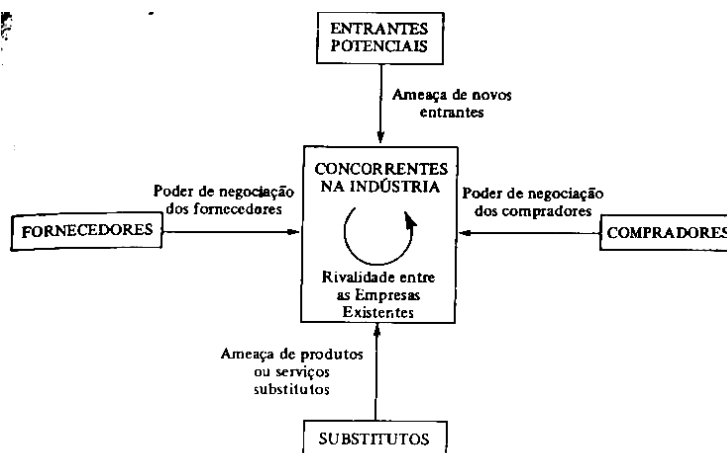 ENTRANTES
POTENCIAIS
Ameaça de novos
entrantes
CONCORRENTES
NA INDÚSTRIA
Poder de negociação
dos fornecedores
Poder de negociação
dos compradores
FORNECEDORES
COMPRADORES
Rivalidade entre
as Empresas
Existentes
Ameaça de produtos
ou serviços
substitutos
SUBSTITUTOS